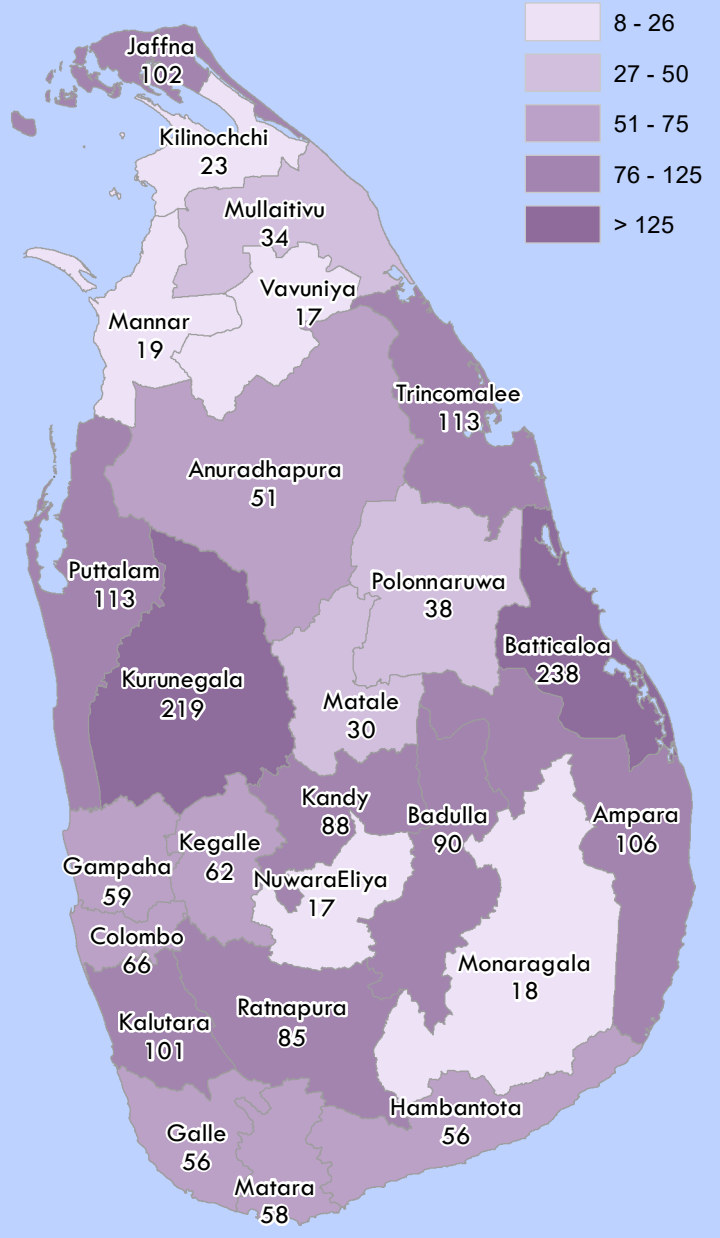 8 - 26
27 - 50
51 - 75
76 - 125
> 125
Jaffna
102
Kilinochchi
23
Mullaitivu
34
Vavuniya
17
Mannar
19
Trincomalee
113
Anuradhapura
51
Puttalam
113
Polonnaruwa
38
Batticaloa
238
Kurunegala
219
Matale
30
Kandy
88
Badulla
90
Ampara
106
Kegalle
62
Gampaha
59
NuwaraEliya
17
Colombo
66
Monaragala
18
Ratnapura
85
Kalutara
101
Hambantota
56
Galle
56
Matara
58